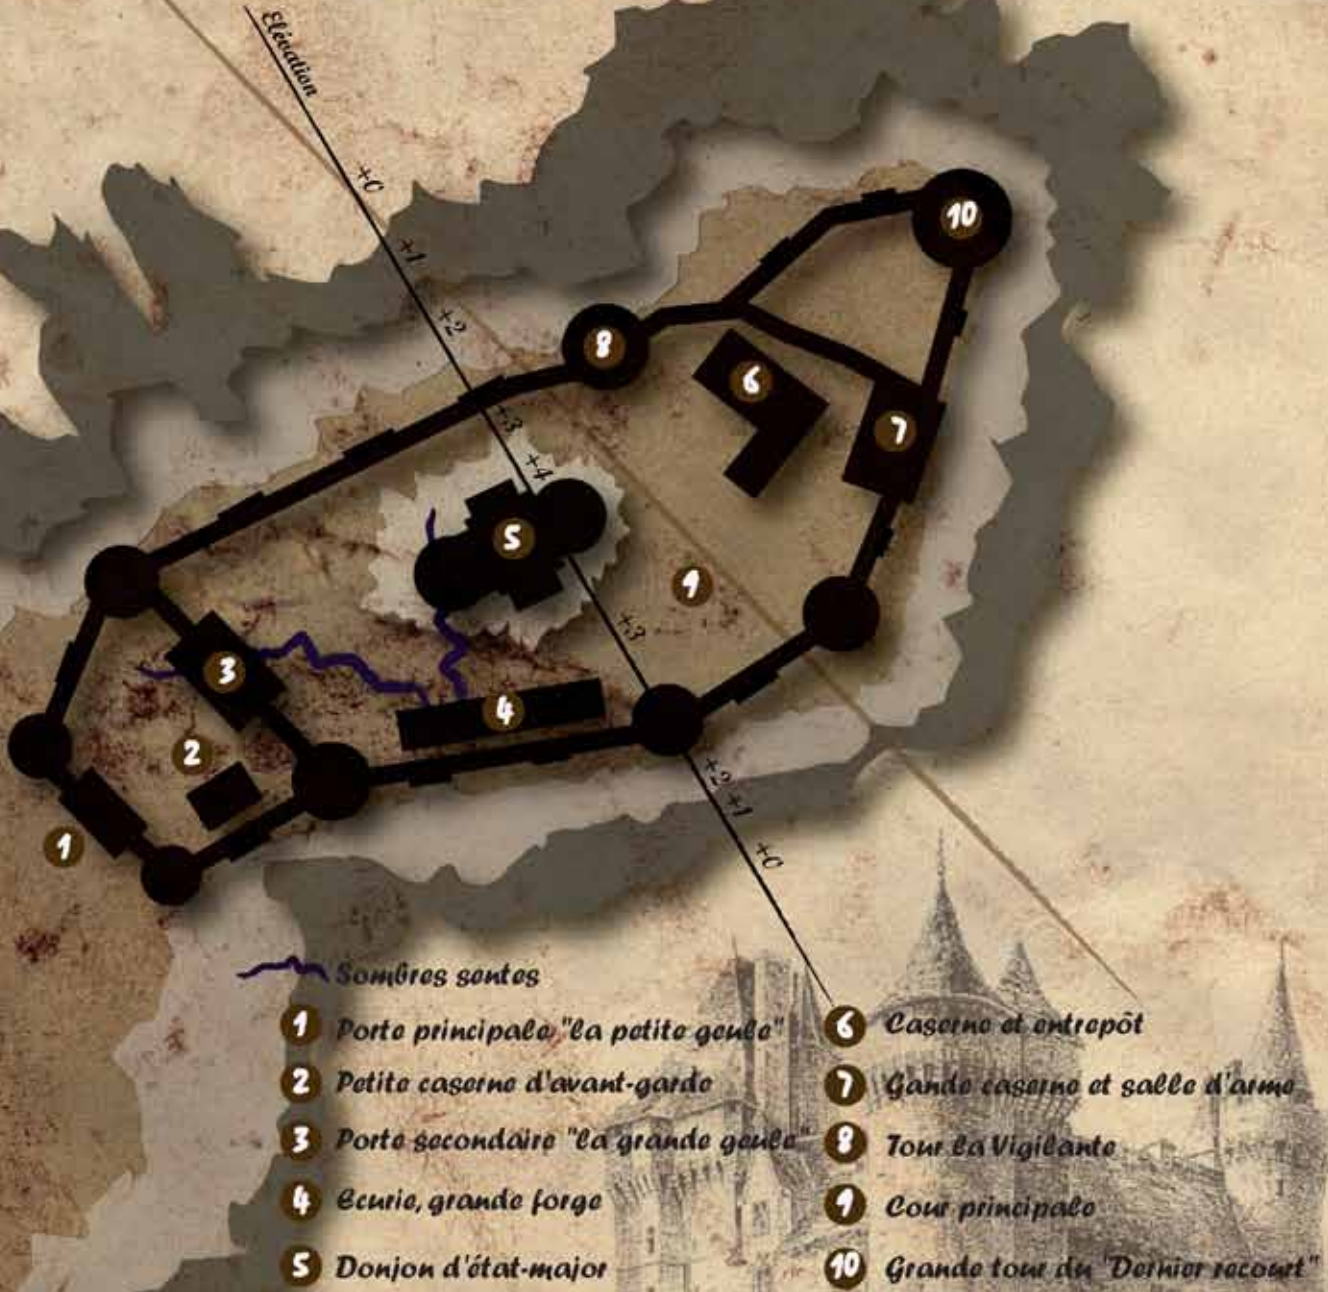 Elévation
+0
+1
+2
+3
+4
10
8
6
7
5
9
+3
3
4
2
1
+2
+1
+0
Sombres sentes
1 Porte principale "la petite geule"
2 Petite caserne d'avant-garde
3 Porte secondaire "la grande geule"
4 Ecurie, grande forge
5 Donjon d'état-major
6 Caserne et entrepôt
7 Gande caserne et salle d'arme
8 Tour la Vigilante
9 Cour principale
10 Grande tour du "Dernier recourt"